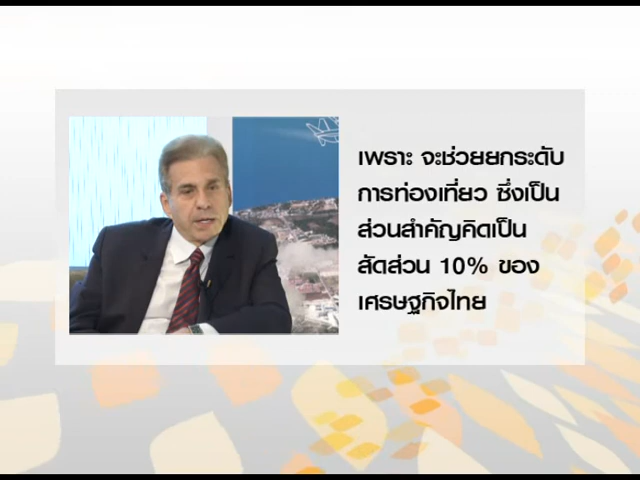 เพราะ จะช่วยยกระดับ
การท่องเที่ยว ซึ่งเป็น
ส่วนสำคัญคิดเป็น
สัดส่วน 10% ของ
เศรษฐกิจไทย